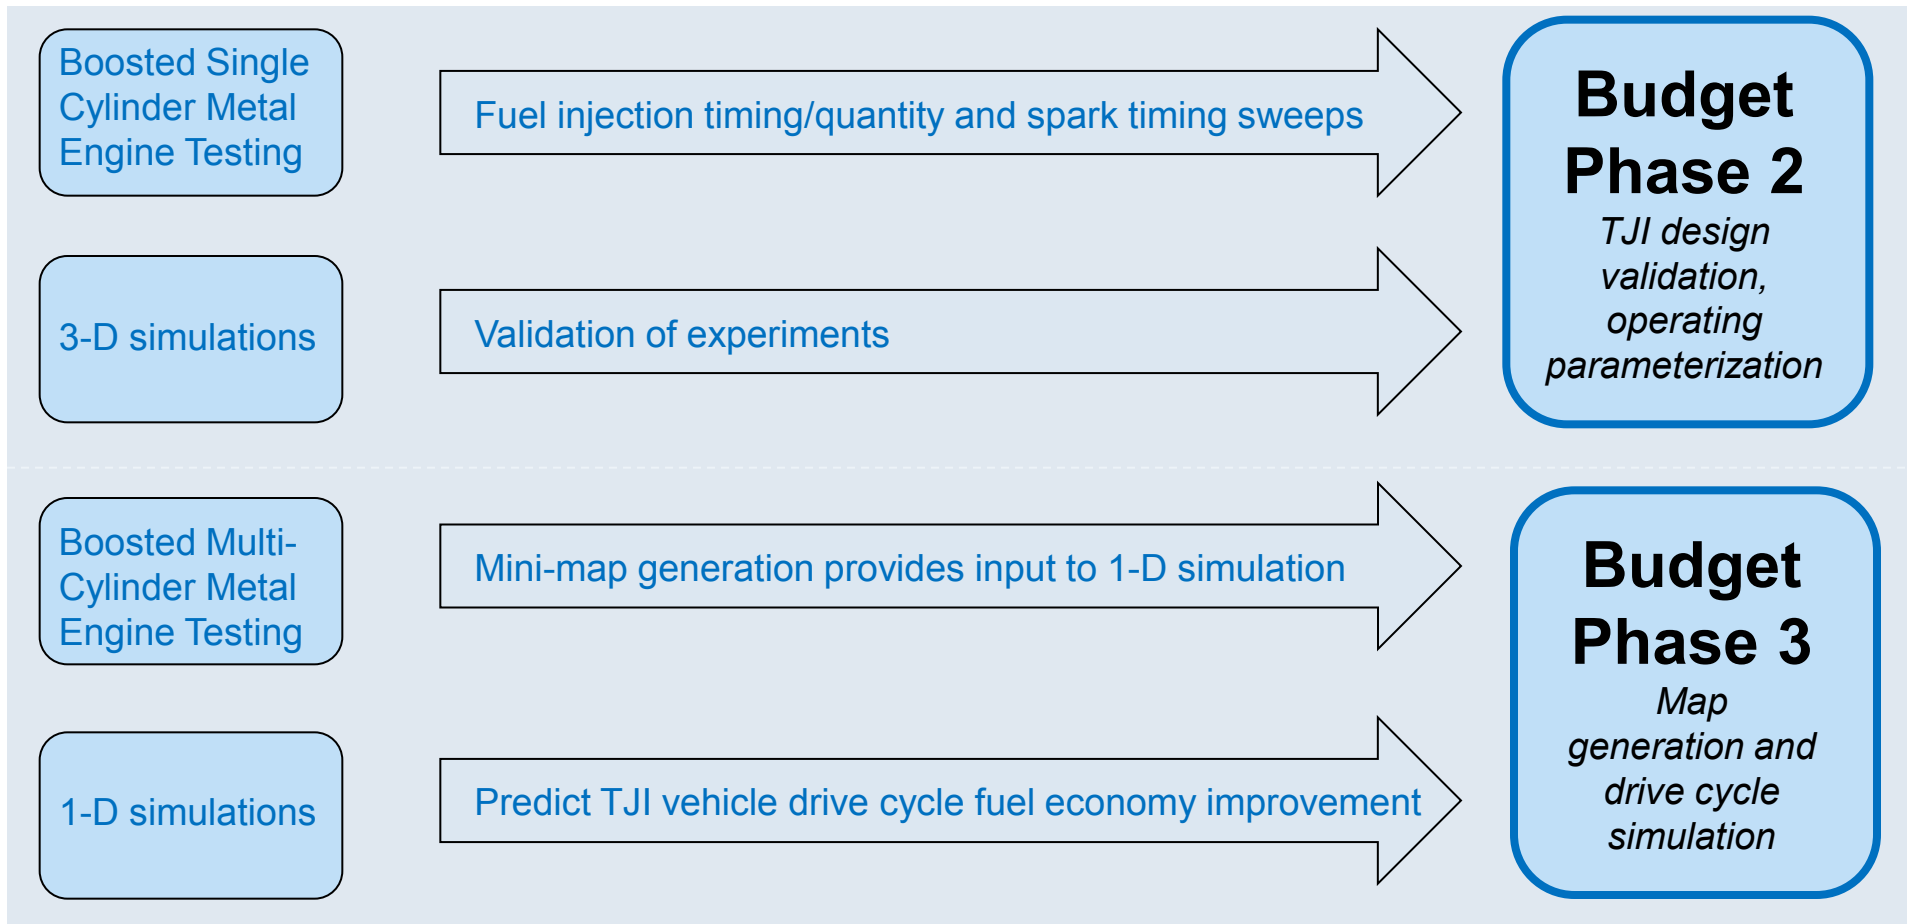 Boosted Single
Cylinder Metal
Engine Testing
Fuel injection timing/quantity and spark timing sweeps
3-D simulations
Validation of experiments
Budget
Phase 2
TJI design
validation,
operating
parameterization
Boosted Multi-
Cylinder Metal
Engine Testing
Mini-map generation provides input to 1-D simulation
1-D simulations
Predict TJI vehicle drive cycle fuel economy improvement
Budget
Phase 3
Map
generation and
drive cycle
simulation